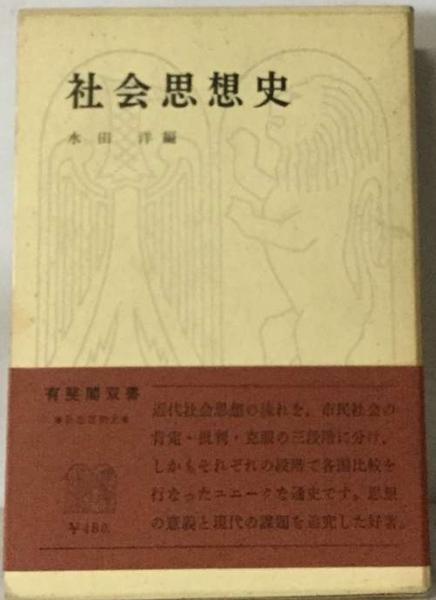 社会思想史
水田 洋編
有斐閣双書
近代社会思想の流れを、市民社会の
肯定・批判・克服の三段階に分け、
しかもそれぞれの段階で各国比較を
行なったユニークな通史です。思想
の意義と現代の課題を追究した好著。
¥480.